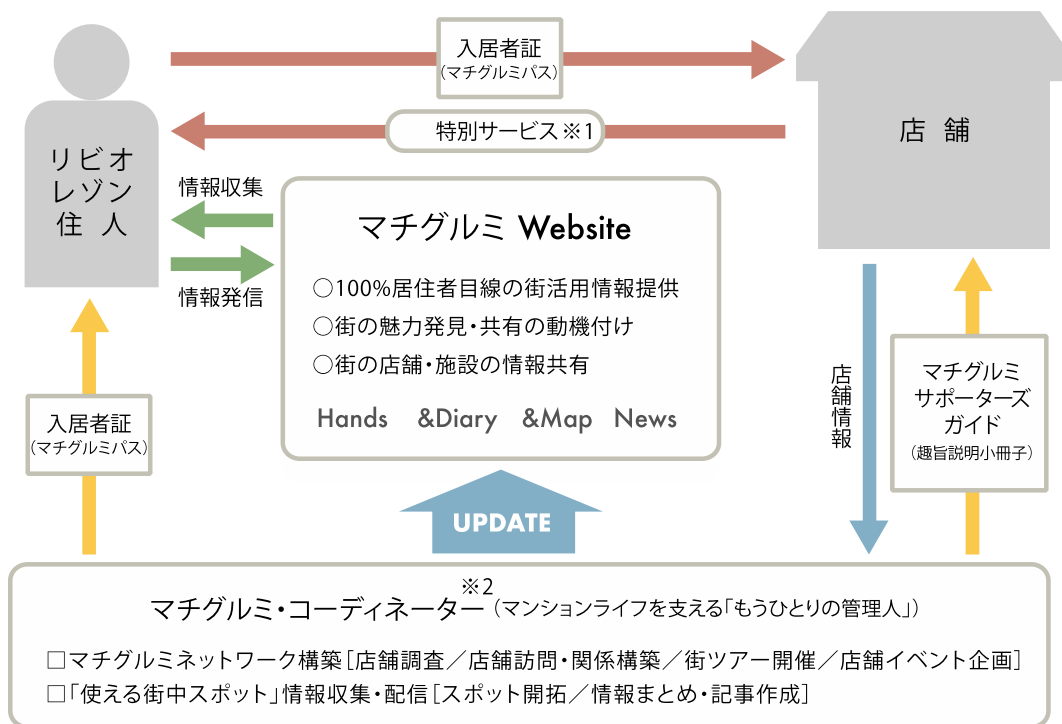 入居者証
(マチグルミパス)
特別サービス※1
リビオ
レゾン
住 人
店 舗
情報収集
情報発信
マチグルミ Website
○100%居住者目線の街活用情報提供
○街の魅力発見・共有の動機付け
○街の店舗・施設の情報共有
Hands &Diary &Map News
入居者証
(マチグルミパス)
店舗情報
マチグルミ
サポーターズ
ガイド
(趣旨説明小冊子)
UPDATE
マチグルミ・コーディネーター※2(マンションライフを支える「もうひとりの管理人」)
□マチグルミネットワーク構築[店舗調査/店舗訪問・関係構築/街ツアー開催/店舗イベント企画]
□「使える街中スポット」情報収集・配信[スポット開拓/情報まとめ・記事作成]